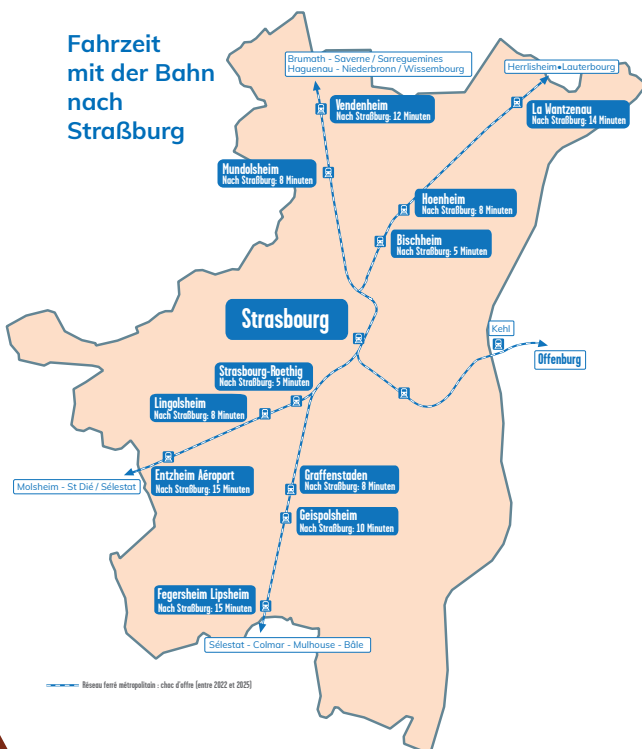 Fahrzeit
mit der Bahn
nach
Straßburg
Brumath - Saverne / Sarreguemines
Haguenau - Niederbronn / Wissembourg
Herrlisheim•Lauterbourg
Vendenheim
Nach Straßburg: 12 Minuten
La Wantzenau
Nach Straßburg: 14 Minuten
Mundolsheim
Nach Straßburg: 8 Minuten
Hoenheim
Nach Straßburg: 8 Minuten
Bischheim
Nach Straßburg: 5 Minuten
Strasbourg
Kehl
Offenburg
Strasbourg-Roethig
Nach Straßburg: 5 Minuten
Lingolsheim
Nach Straßburg: 8 Minuten
Entzheim Aéroport
Nach Straßburg: 15 Minuten
Molsheim - St Dié / Sélestat
Graffenstaden
Nach Straßburg: 8 Minuten
Geispolsheim
Nach Straßburg: 10 Minuten
Fegersheim Lipsheim
Nach Straßburg: 15 Minuten
Sélestat - Colmar - Mulhouse - Bâle
Réseau ferré métropolitain : choc d'offre (entre 2022 et 2025)